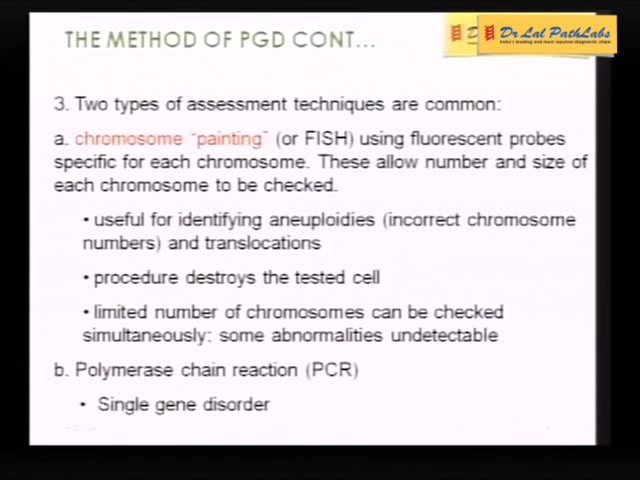 THE METHOD OF PGD CONT...
Dr Lal PathLabs
3. Two types of assessment techniques are common:
a. chromosome "painting" (or FISH) using fluorescent probes
specific for each chromosome. These allow number and size of
each chromosome to be checked.
• useful for identifying aneuploidies (incorrect chromosome
numbers) and translocations
• procedure destroys the tested cell
• limited number of chromosomes can be checked
simultaneously: some abnormalities undetectable
b. Polymerase chain reaction (PCR)
• Single gene disorder